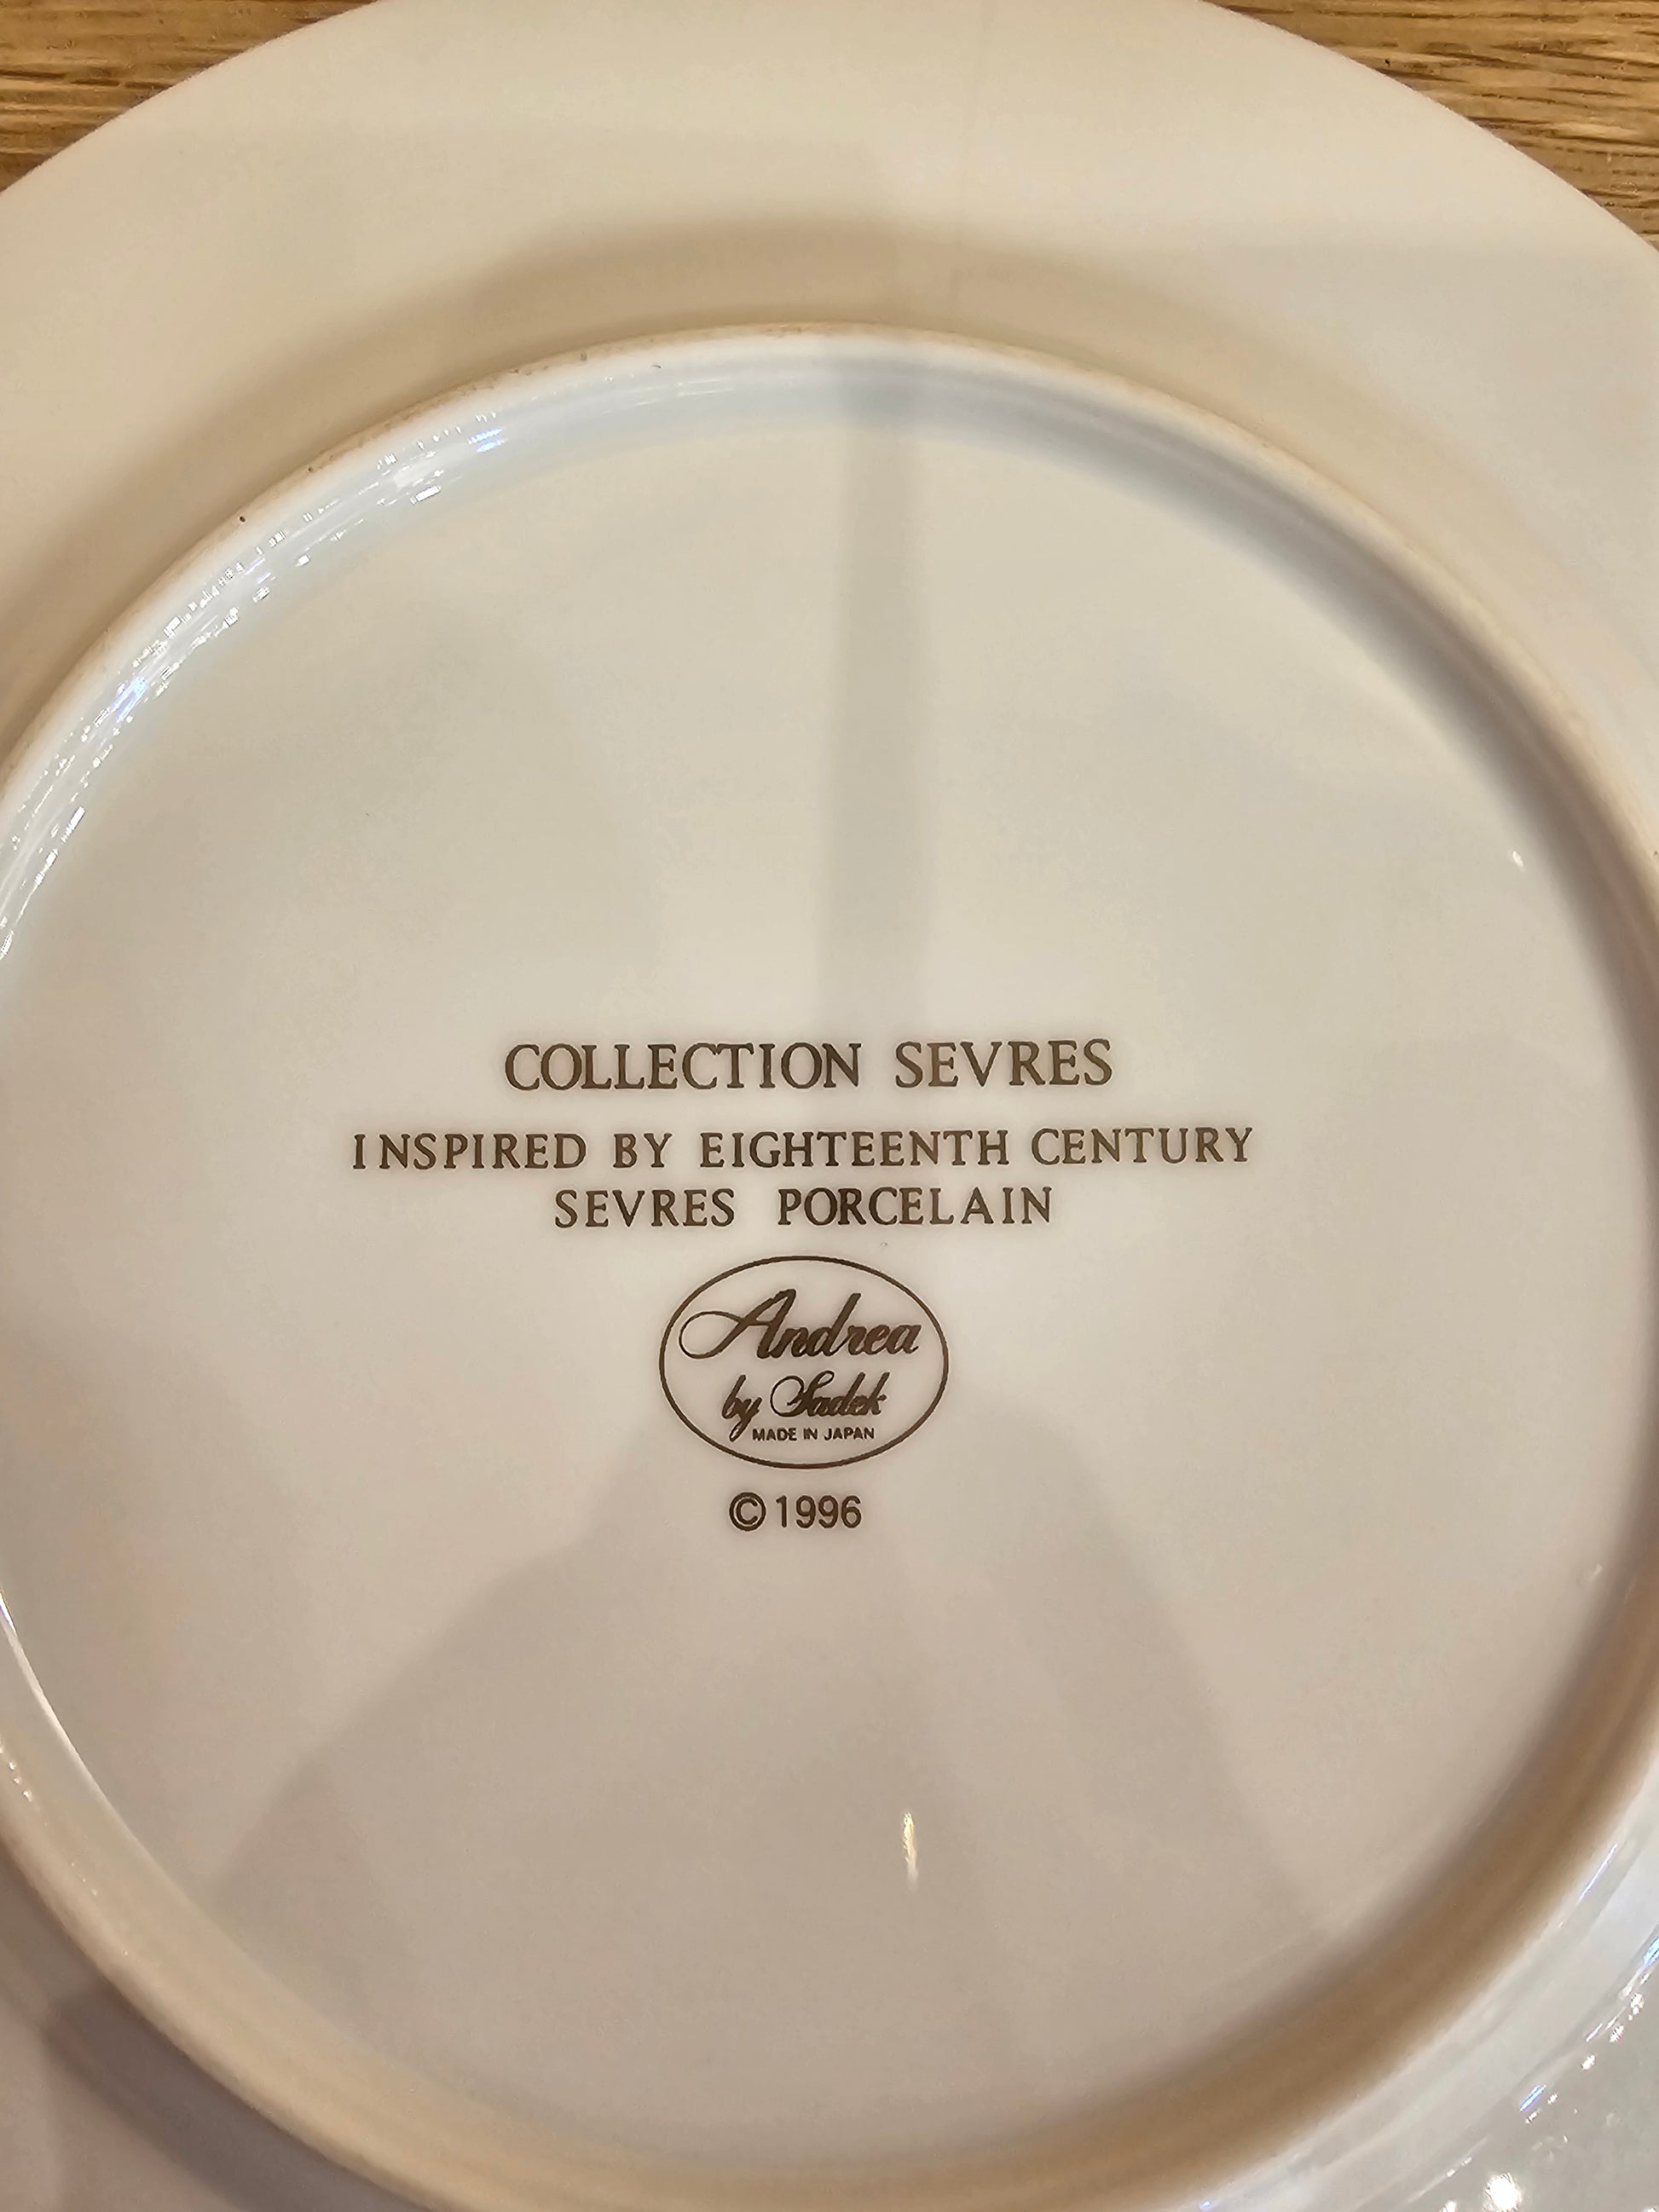 COLLECTION SEVRES
INSPIRED BY EIGHTEENTH CENTURY
SEVRES PORCELAIN
Andrea
by Sadek
MADE IN JAPAN
©1996